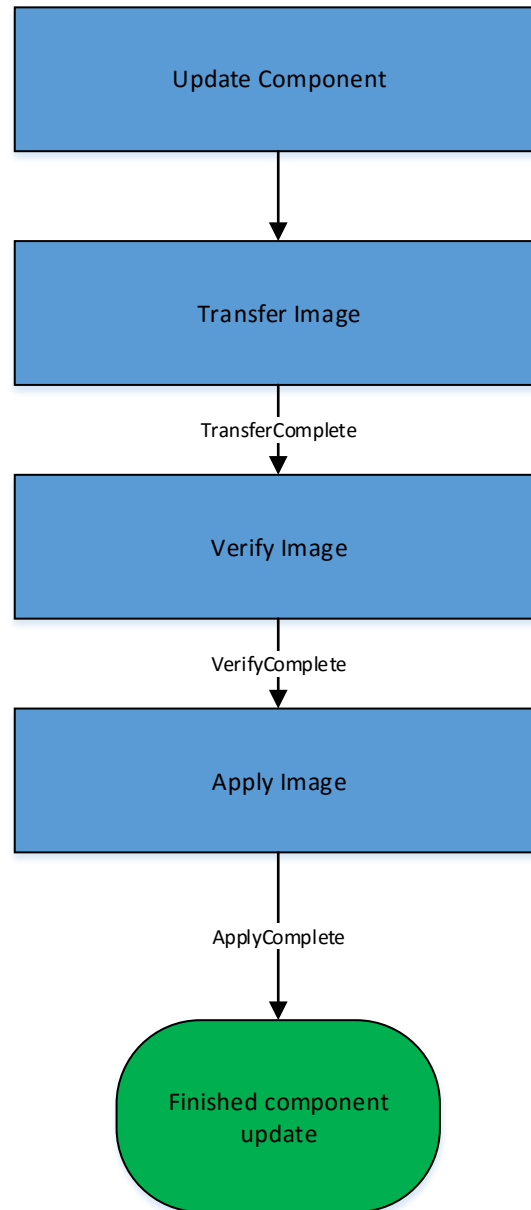 Update Component
Transfer Image
TransferComplete
Verify Image
VerifyComplete
Apply Image
ApplyComplete
Finished component
update